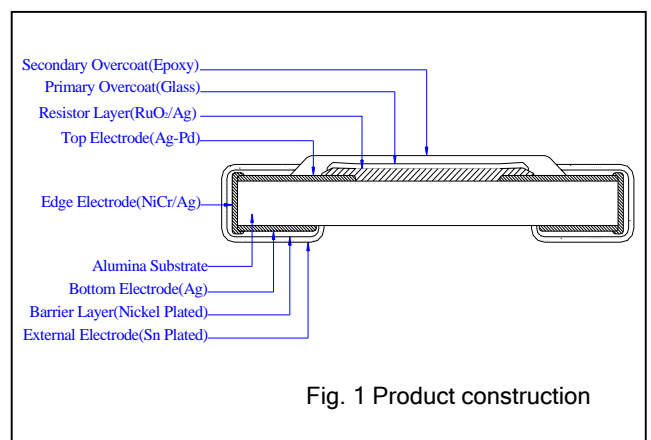 Secondary Overcoat(Epoxy)
Primary Overcoat(Glass)
Resistor Layer(RuO₂/Ag)
Top Electrode(Ag-Pd)
Edge Electrode(NiCr/Ag)
Alumina Substrate
Bottom Electrode(Ag)
Barrier Layer(Nickel Plated)
External Electrode(Sn Plated)
Fig. 1 Product construction